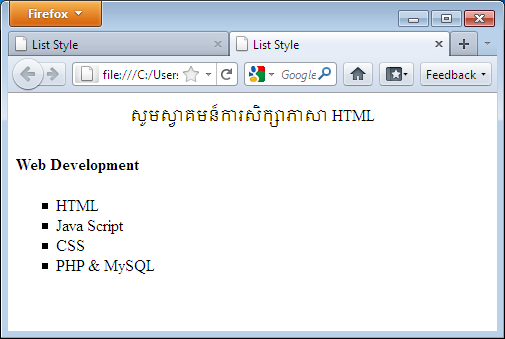 Firefox
List Style
List Style
file:///C:/Users
Google
Feedback
សូមស្វាគមន៍ការសិក្សាភាសា HTML
Web Development
HTML
Java Script
CSS
PHP & MySQL